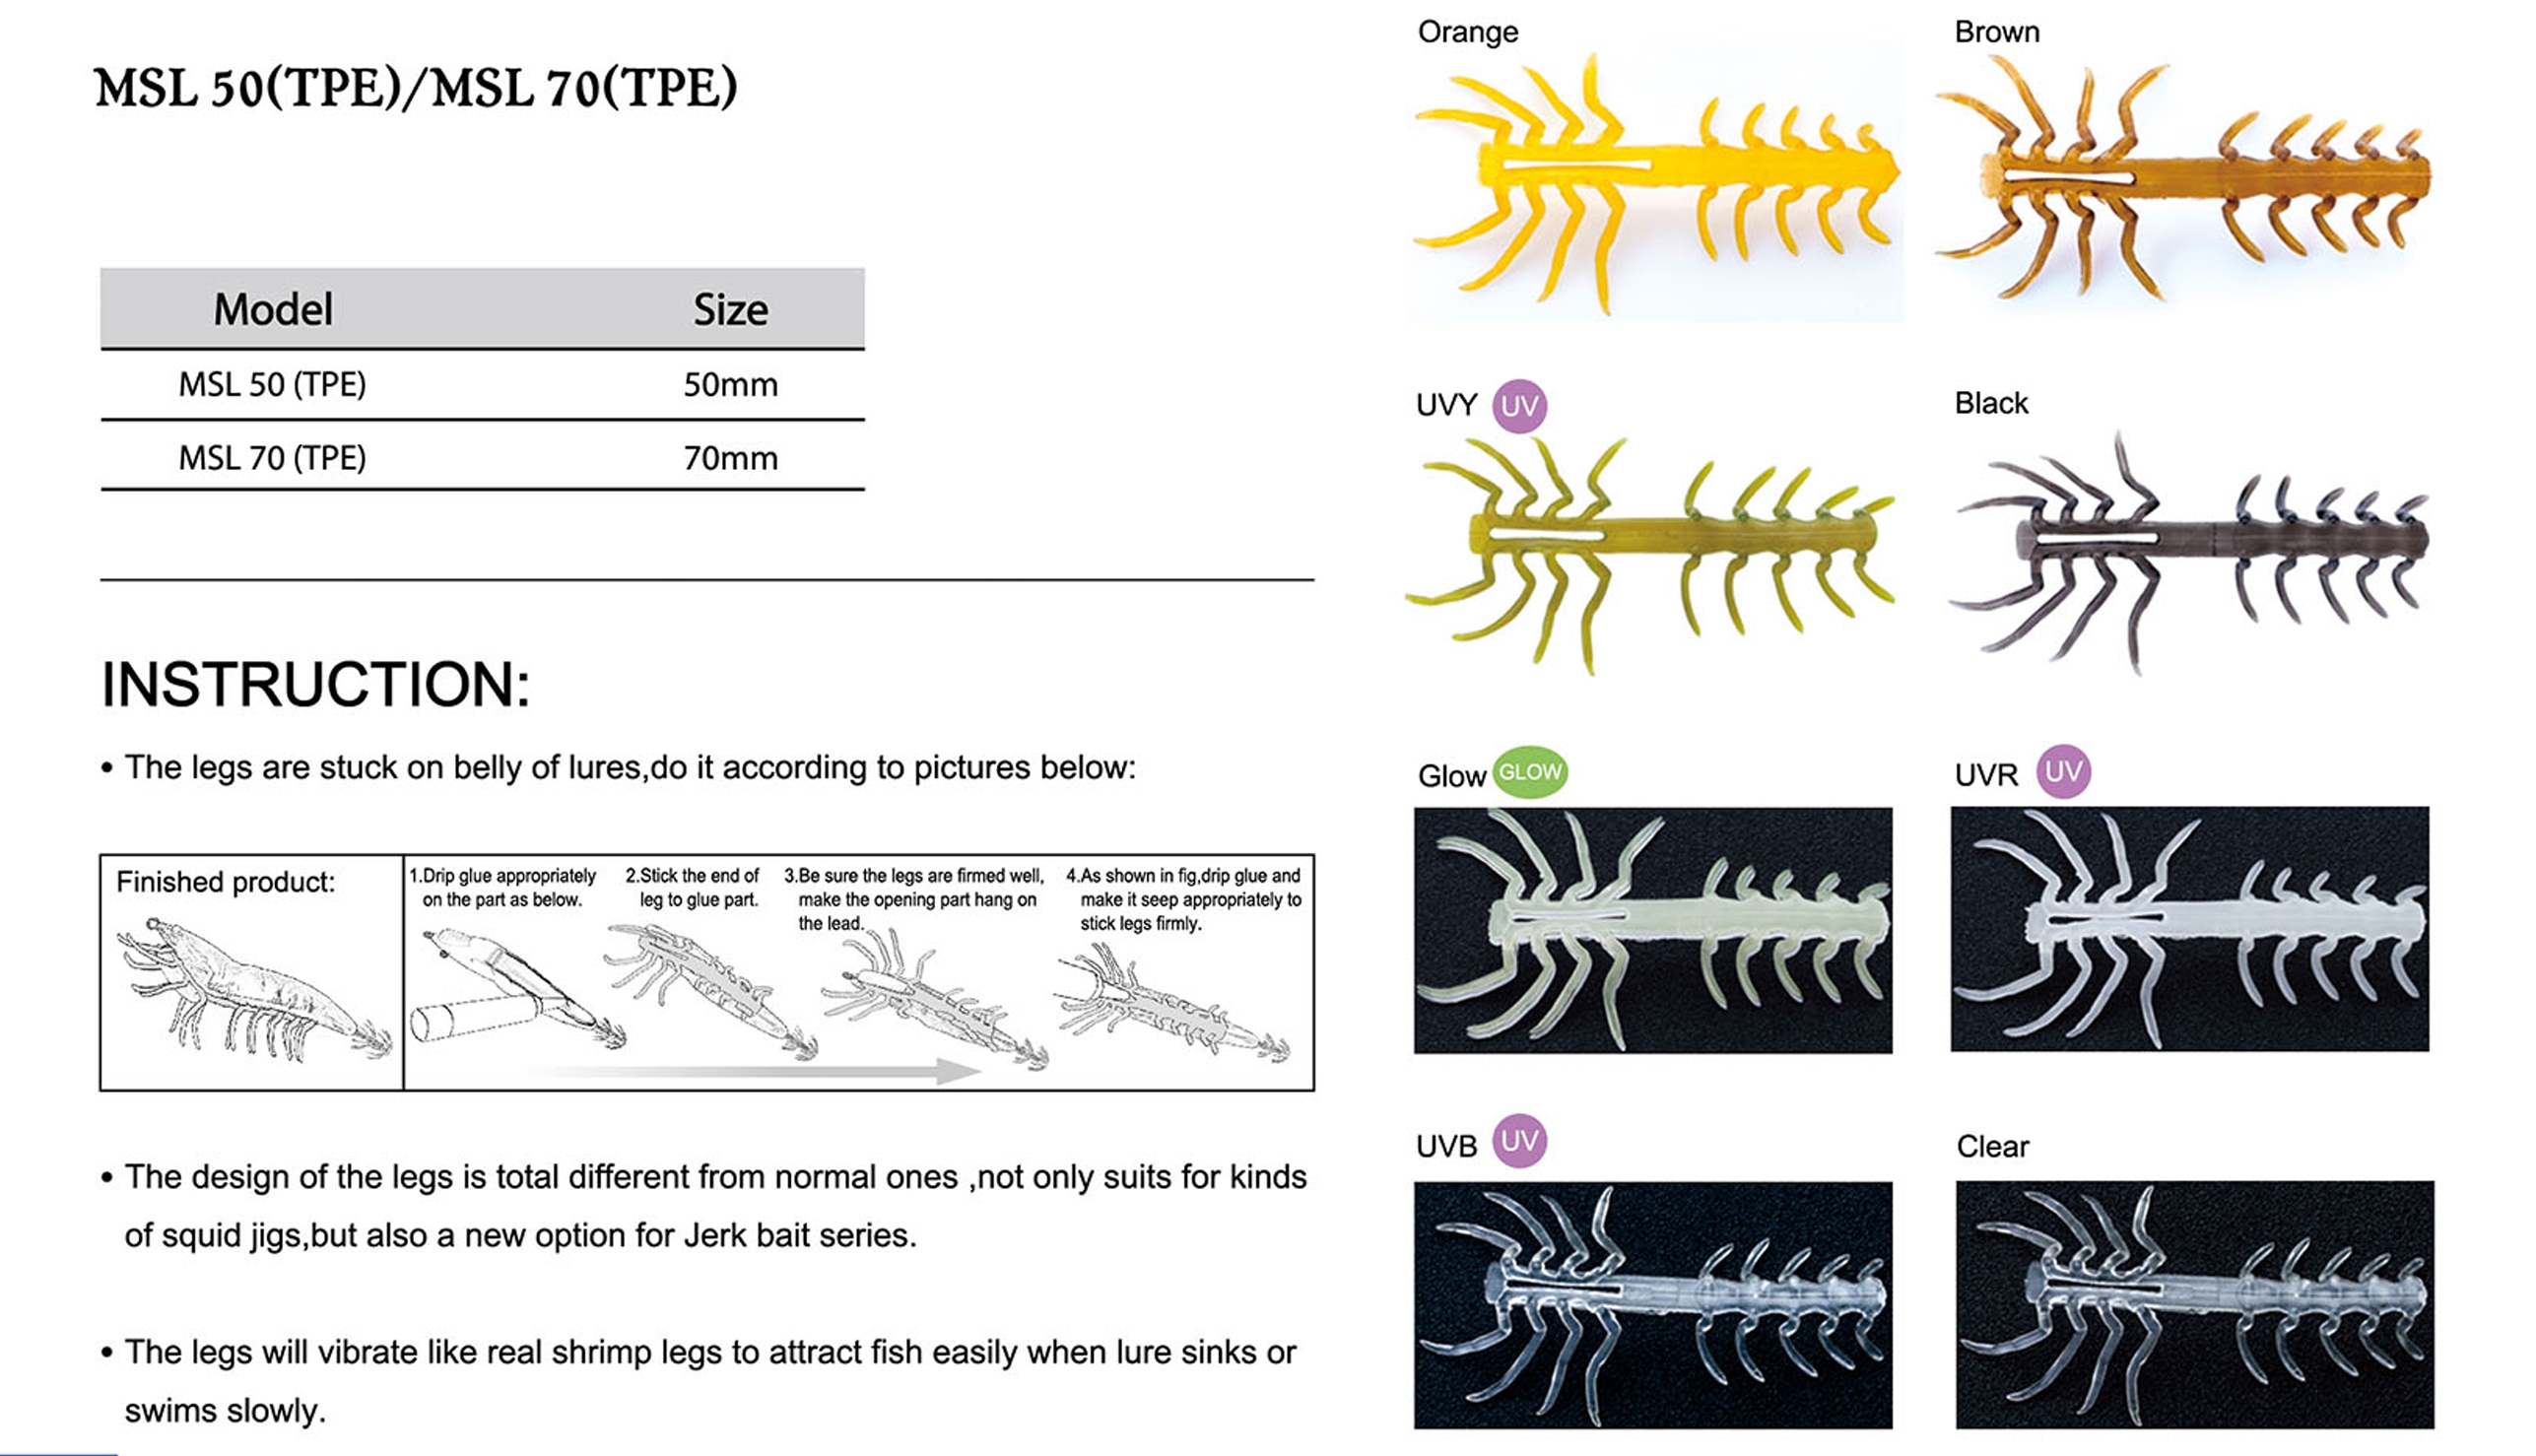 MSL 50(TPE)/MSL 70(TPE)
Model Size
MSL 50 (TPE) 50mm
MSL 70 (TPE) 70mm
INSTRUCTION:
• The legs are stuck on belly of lures,do it according to pictures below:
Finished product:
1.Drip glue appropriately
on the part as below.
2.Stick the end of
leg to glue part.
3.Be sure the legs are firmed well,
make the opening part hang on
the lead.
4.As shown in fig,drip glue and
make it seep appropriately to
stick legs firmly.
• The design of the legs is total different from normal ones ,not only suits for kinds
of squid jigs,but also a new option for Jerk bait series.
• The legs will vibrate like real shrimp legs to attract fish easily when lure sinks or
swims slowly.
Orange
Brown
UVY UV
Black
Glow GLOW
UVR UV
UVB UV
Clear